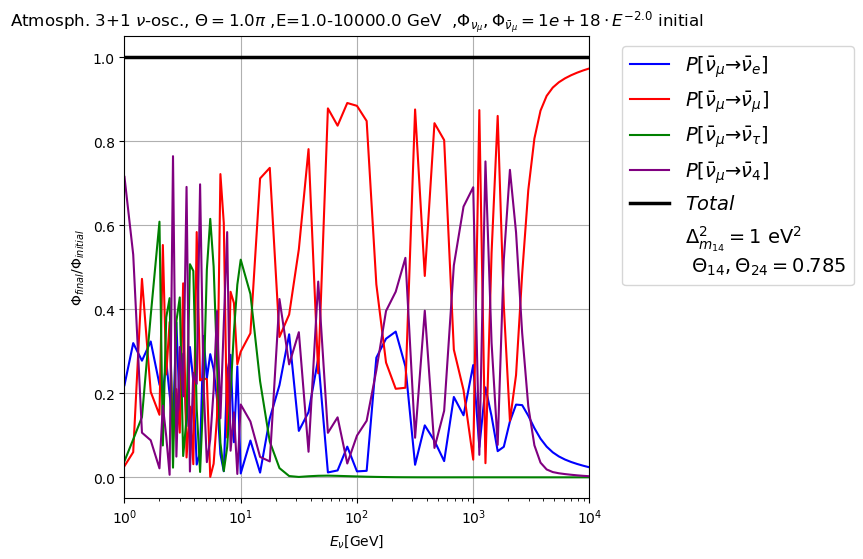 Atmosph. 3+1 ν-osc., Θ = 1.0π ,E=1.0-10000.0 GeV ,Φ_{ν_μ}, Φ_{ν̄_μ} = 1e + 18 · E^{−2.0} initial
Φ_{final}/Φ_{initial}
1.0
0.8
0.6
0.4
0.2
0.0
10^0
10^1
10^2
10^3
10^4
E_ν[GeV]
P[ν̄_μ→ν̄_e]
P[ν̄_μ→ν̄_μ]
P[ν̄_μ→ν̄_τ]
P[ν̄_μ→ν̄_4]
Total
Δ^2_{m_{14}} = 1 eV^2
Θ_{14}, Θ_{24} = 0.785